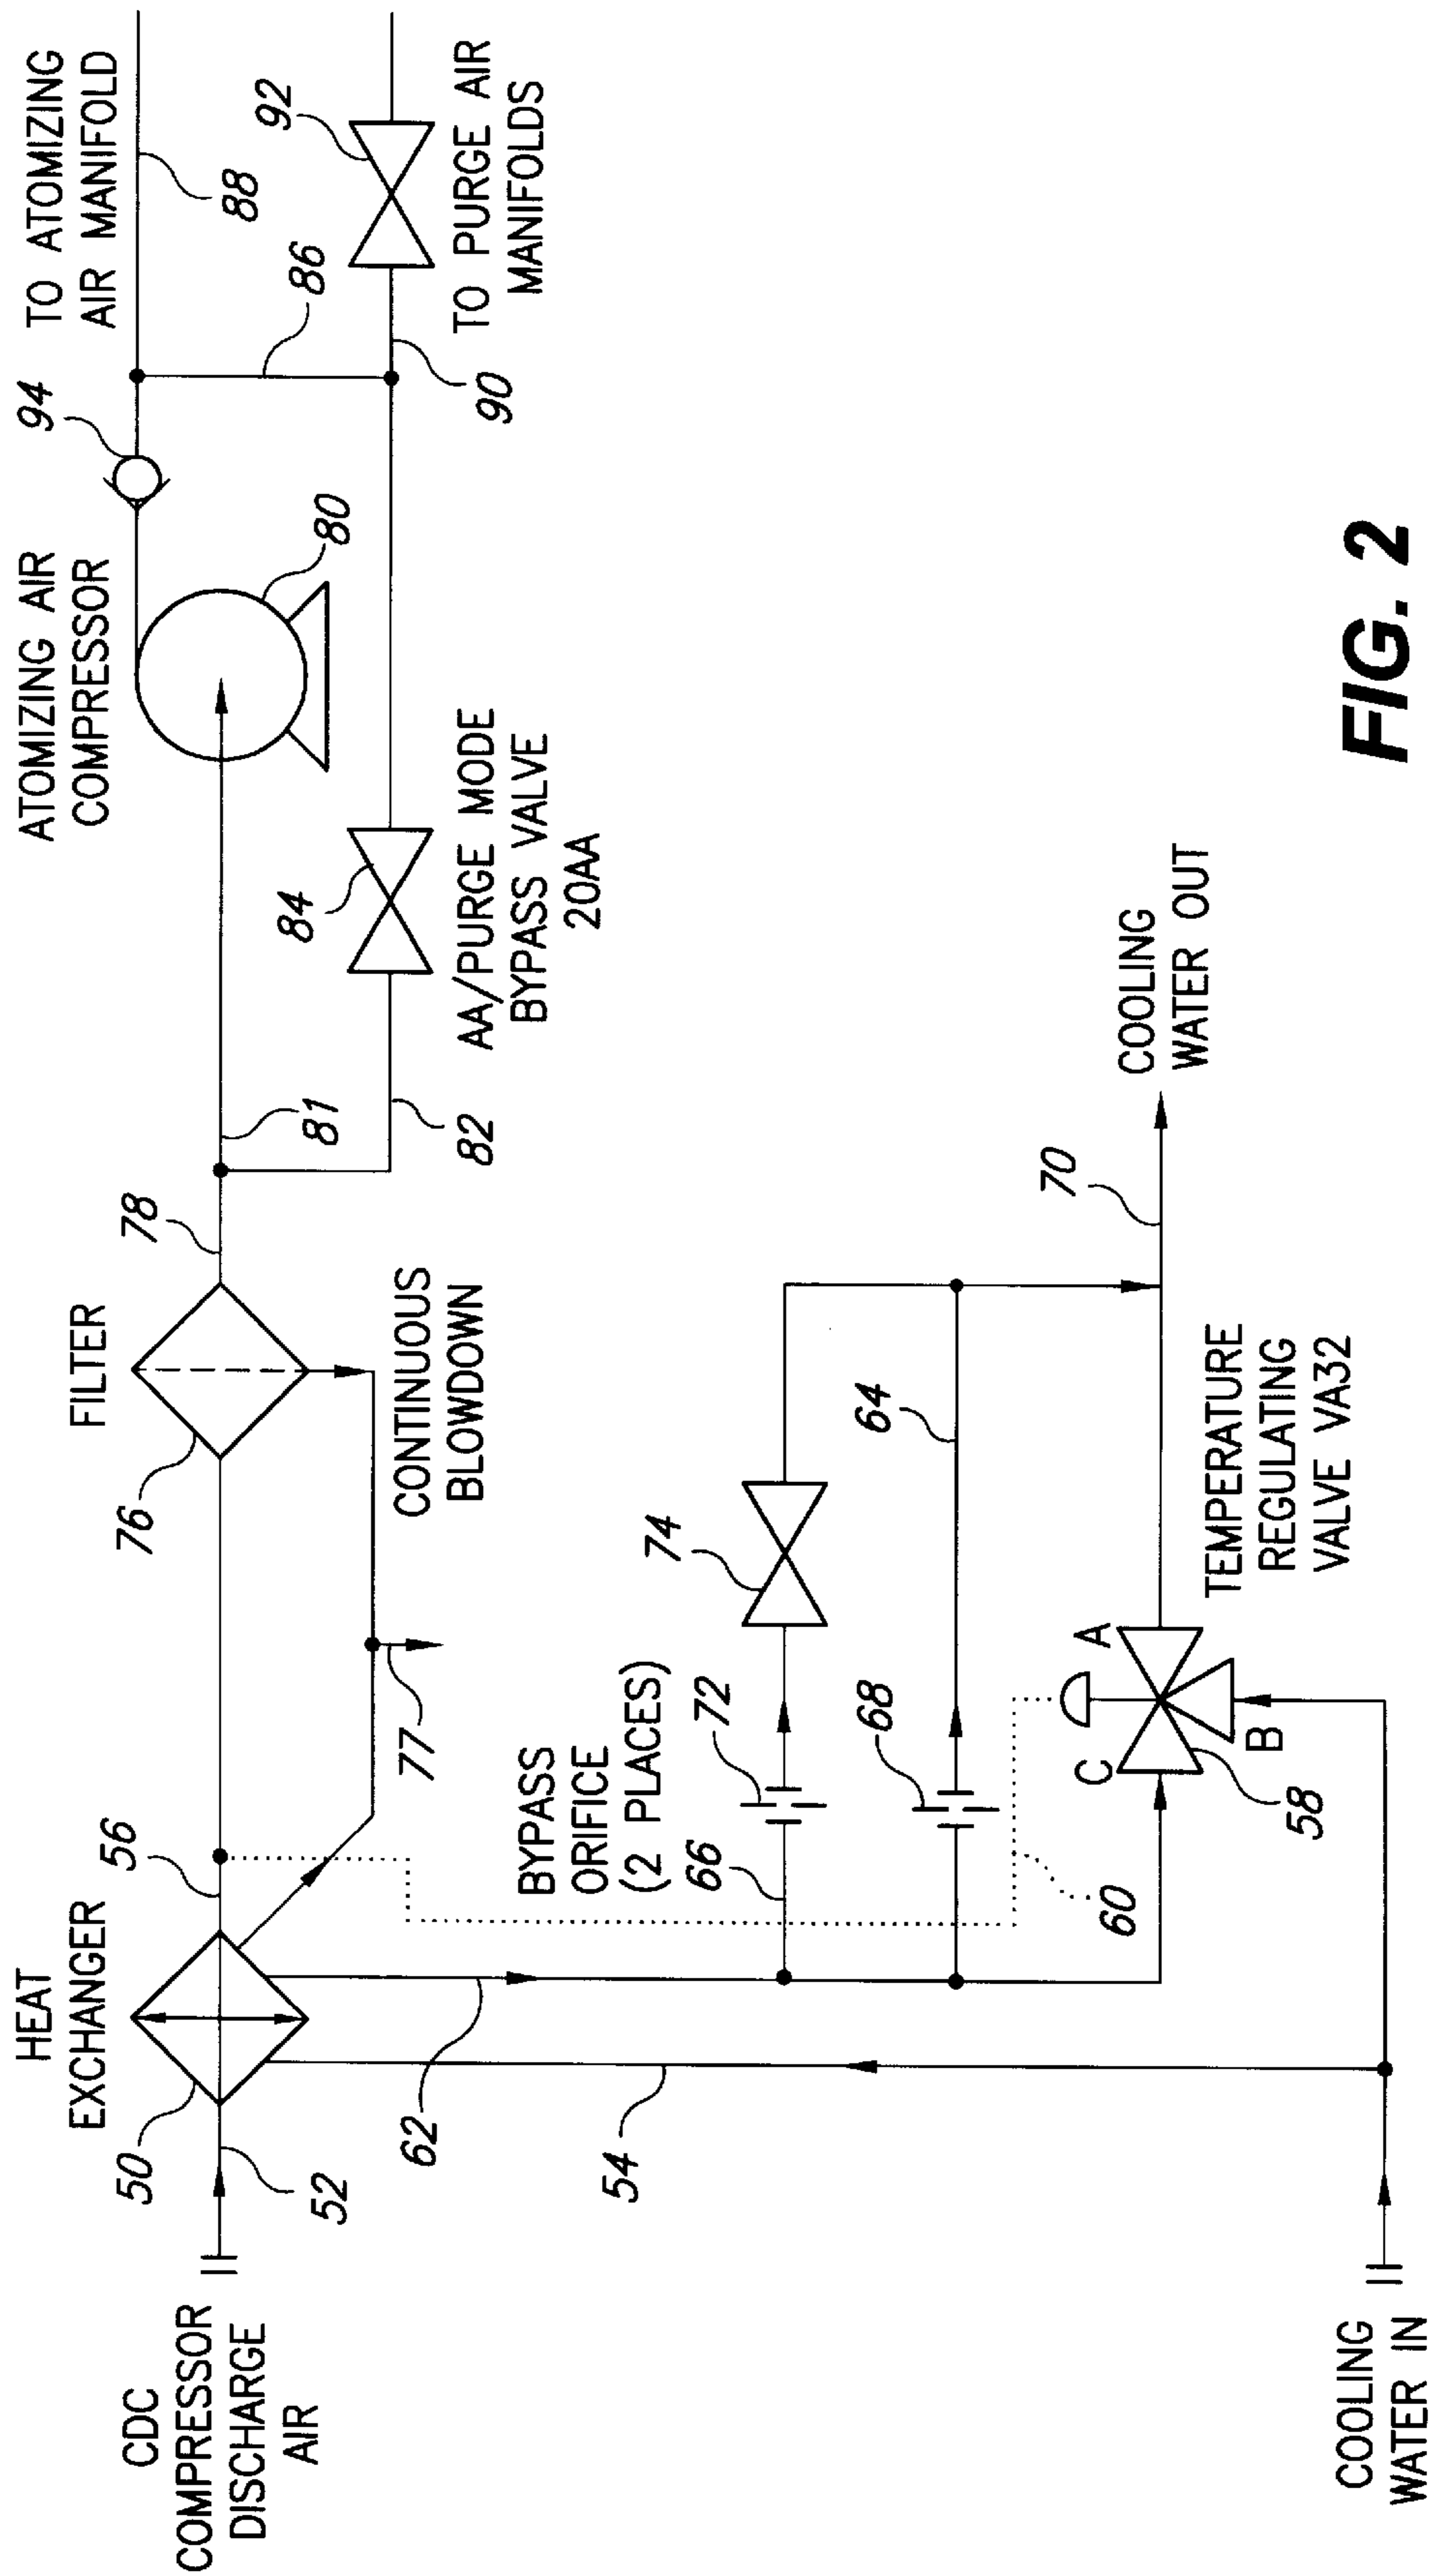 CDC
COMPRESSOR
DISCHARGE
AIR
52
50
HEAT
EXCHANGER
56
76
FILTER
78
CONTINUOUS
BLOWDOWN
77
81
82
ATOMIZING AIR
COMPRESSOR
80
84
AA/PURGE MODE
BYPASS VALVE
20AA
94
TO ATOMIZING
AIR MANIFOLD
88
86
90
92
TO PURGE AIR
MANIFOLDS
62
54
BYPASS
ORIFICE
(2 PLACES)
66
72
74
68
64
60
C
A
B
58
TEMPERATURE
REGULATING
VALVE VA32
70
COOLING
WATER OUT
COOLING
WATER IN
FIG. 2